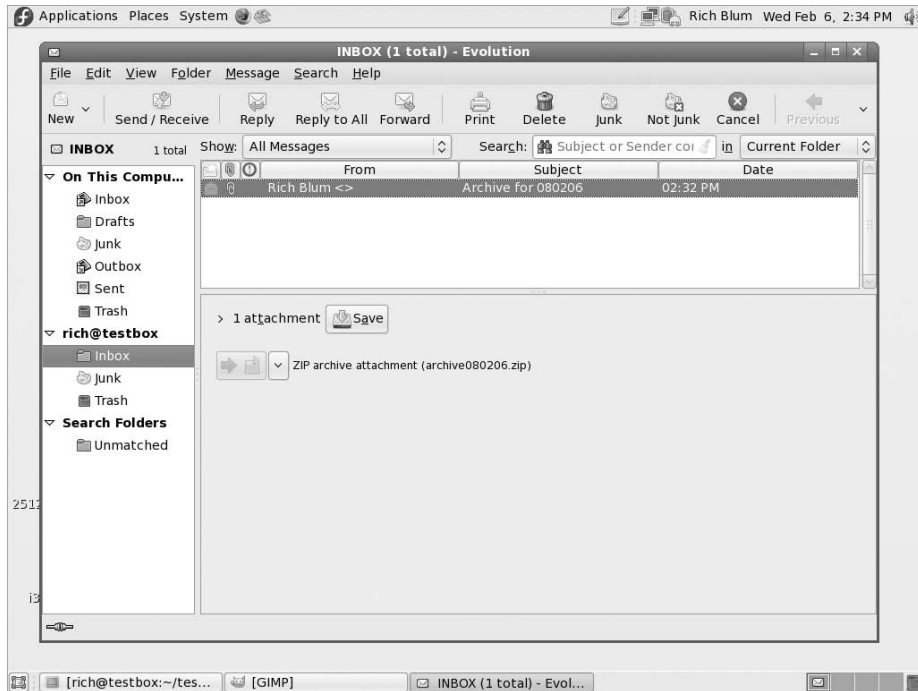 Applications Places System Rich Blum Wed Feb 6, 2:34 PM
INBOX (1 total) - Evolution
File Edit View Folder Message Search Help
New Send / Receive Reply Reply to All Forward Print Delete Junk Not Junk Cancel Previous
INBOX 1 total Show: All Messages Search: Subject or Sender in Current Folder
From Subject Date
Rich Blum <> Archive for 080206 02:32 PM
On This Compu...
Inbox
Drafts
Junk
Outbox
Sent
Trash
rich@testbox
Inbox
Junk
Trash
Search Folders
Unmatched
1 attachment Save
ZIP archive attachment (archive080206.zip)
2512
i3
[rich@testbox:~/tes... [GIMP] INBOX (1 total) - Evol...